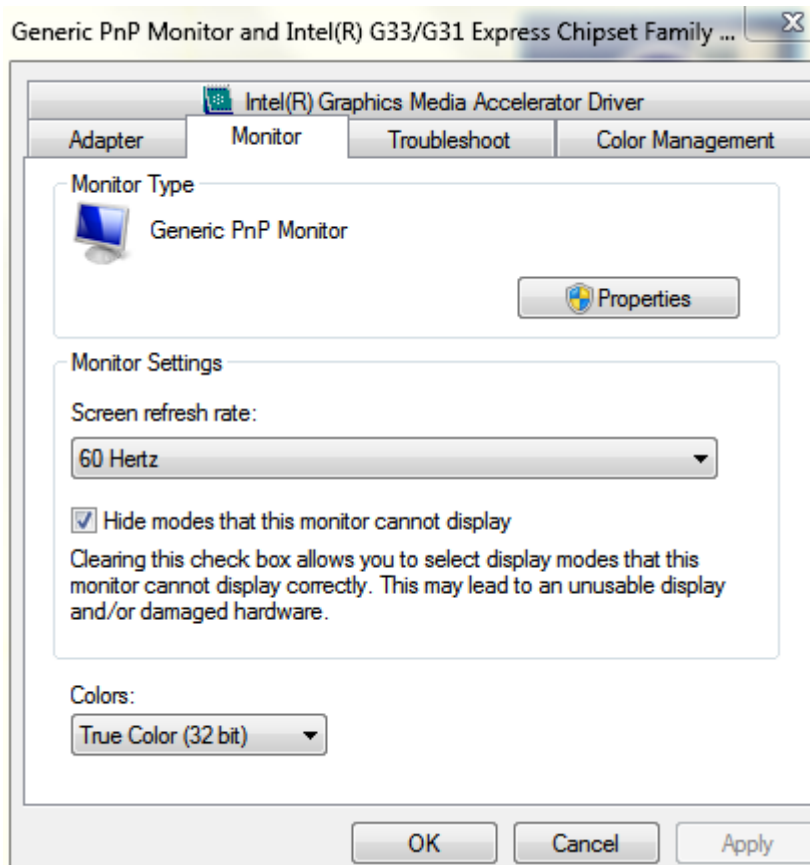 Generic PnP Monitor and Intel(R) G33/G31 Express Chipset Family ...
Intel(R) Graphics Media Accelerator Driver
Adapter Monitor Troubleshoot Color Management
Monitor Type
Generic PnP Monitor
Properties
Monitor Settings
Screen refresh rate:
60 Hertz
Hide modes that this monitor cannot display
Clearing this check box allows you to select display modes that this
monitor cannot display correctly. This may lead to an unusable display
and/or damaged hardware.
Colors:
True Color (32 bit)
OK Cancel Apply